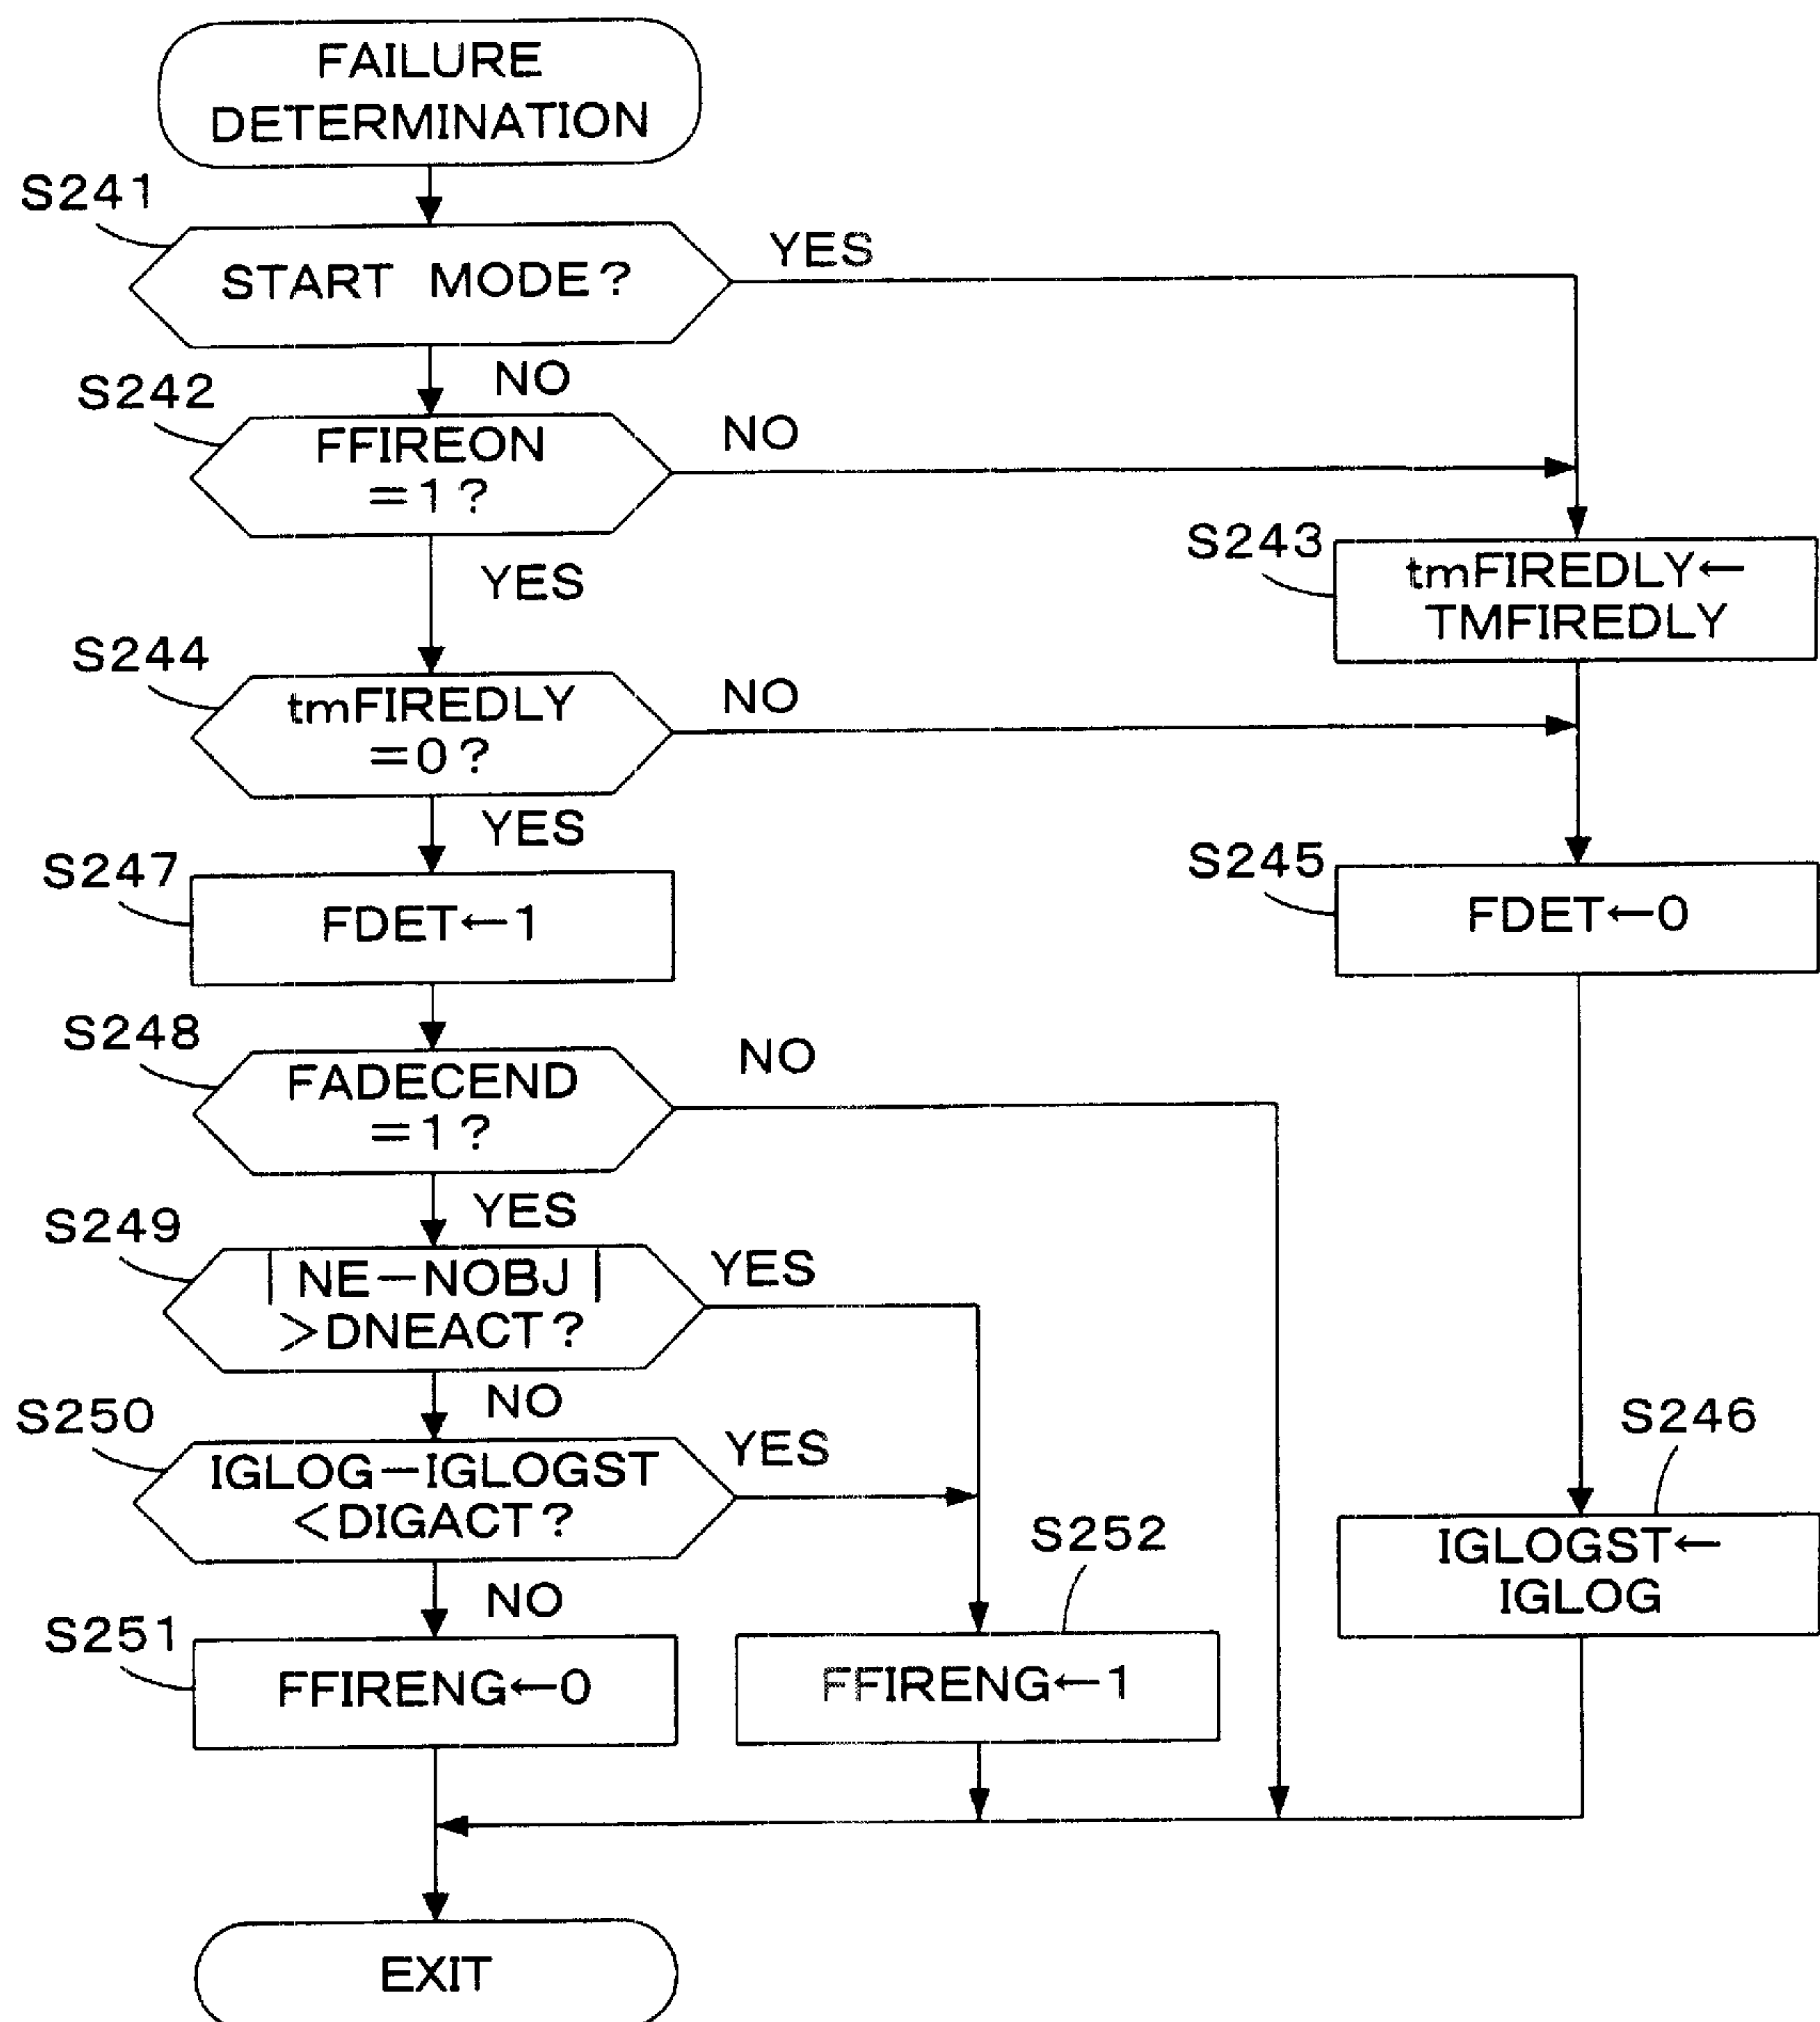 FAILURE
DETERMINATION
S241
START MODE?
YES
NO
S242
FFIREON
=1?
NO
YES
S243
tmFIREDLY←
TMFIREDLY
S244
tmFIREDLY
=0?
NO
YES
S247
FDET←1
S245
FDET←0
S248
FADECEND
=1?
NO
YES
S249
|NE−NOBJ|
>DNEACT?
YES
NO
S250
IGLOG−IGLOGST
<DIGACT?
YES
NO
S246
IGLOGST←
IGLOG
S251
FFIRENG←0
S252
FFIRENG←1
EXIT